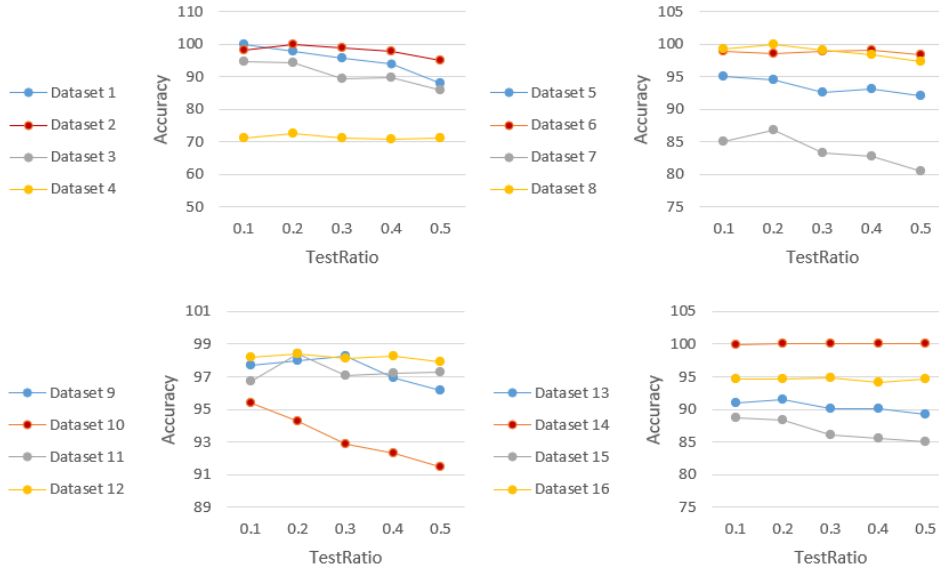 110
100
90
80
70
60
50
Accuracy
0.1 0.2 0.3 0.4 0.5
TestRatio
Dataset 1
Dataset 2
Dataset 3
Dataset 4
105
100
95
90
85
80
75
Accuracy
0.1 0.2 0.3 0.4 0.5
TestRatio
Dataset 5
Dataset 6
Dataset 7
Dataset 8
101
99
97
95
93
91
89
Accuracy
0.1 0.2 0.3 0.4 0.5
TestRatio
Dataset 9
Dataset 10
Dataset 11
Dataset 12
105
100
95
90
85
80
75
Accuracy
0.1 0.2 0.3 0.4 0.5
TestRatio
Dataset 13
Dataset 14
Dataset 15
Dataset 16